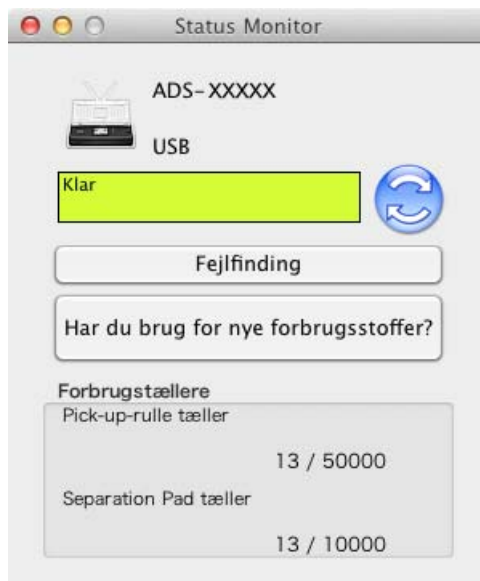 Status Monitor
ADS-XXXXX
USB
Klar
Fejlfinding
Har du brug for nye forbrugsstoffer?
Forbrugstællere
Pick-up-rulle tæller
13 / 50000
Separation Pad tæller
13 / 10000